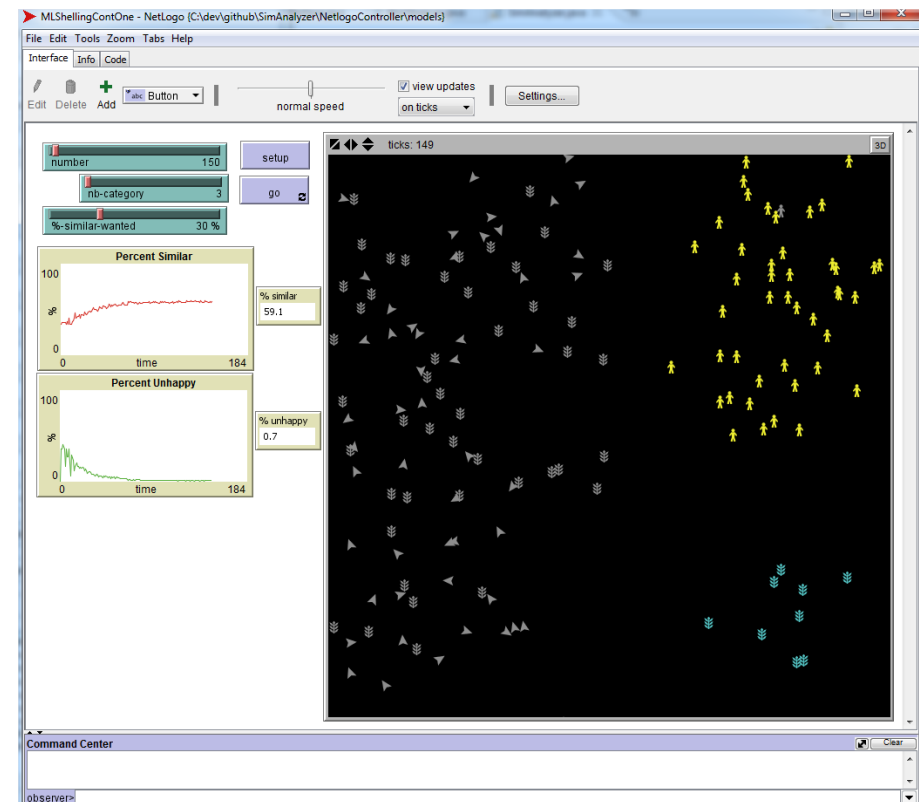 MLShellingContOne - NetLogo {C:\dev\github\SimAnalyzer\NetlogoController\models}
File Edit Tools Zoom Tabs Help
Interface Info Code
Edit Delete Add
abc Button
normal speed
view updates
on ticks
Settings...
ticks: 149
3D
number 150
setup
nb-category 3
go
%-similar-wanted 30 %
Percent Similar
100
%
0
0 time 184
% similar
59.1
Percent Unhappy
100
%
0
0 time 184
% unhappy
0.7
Command Center
Clear
observer>